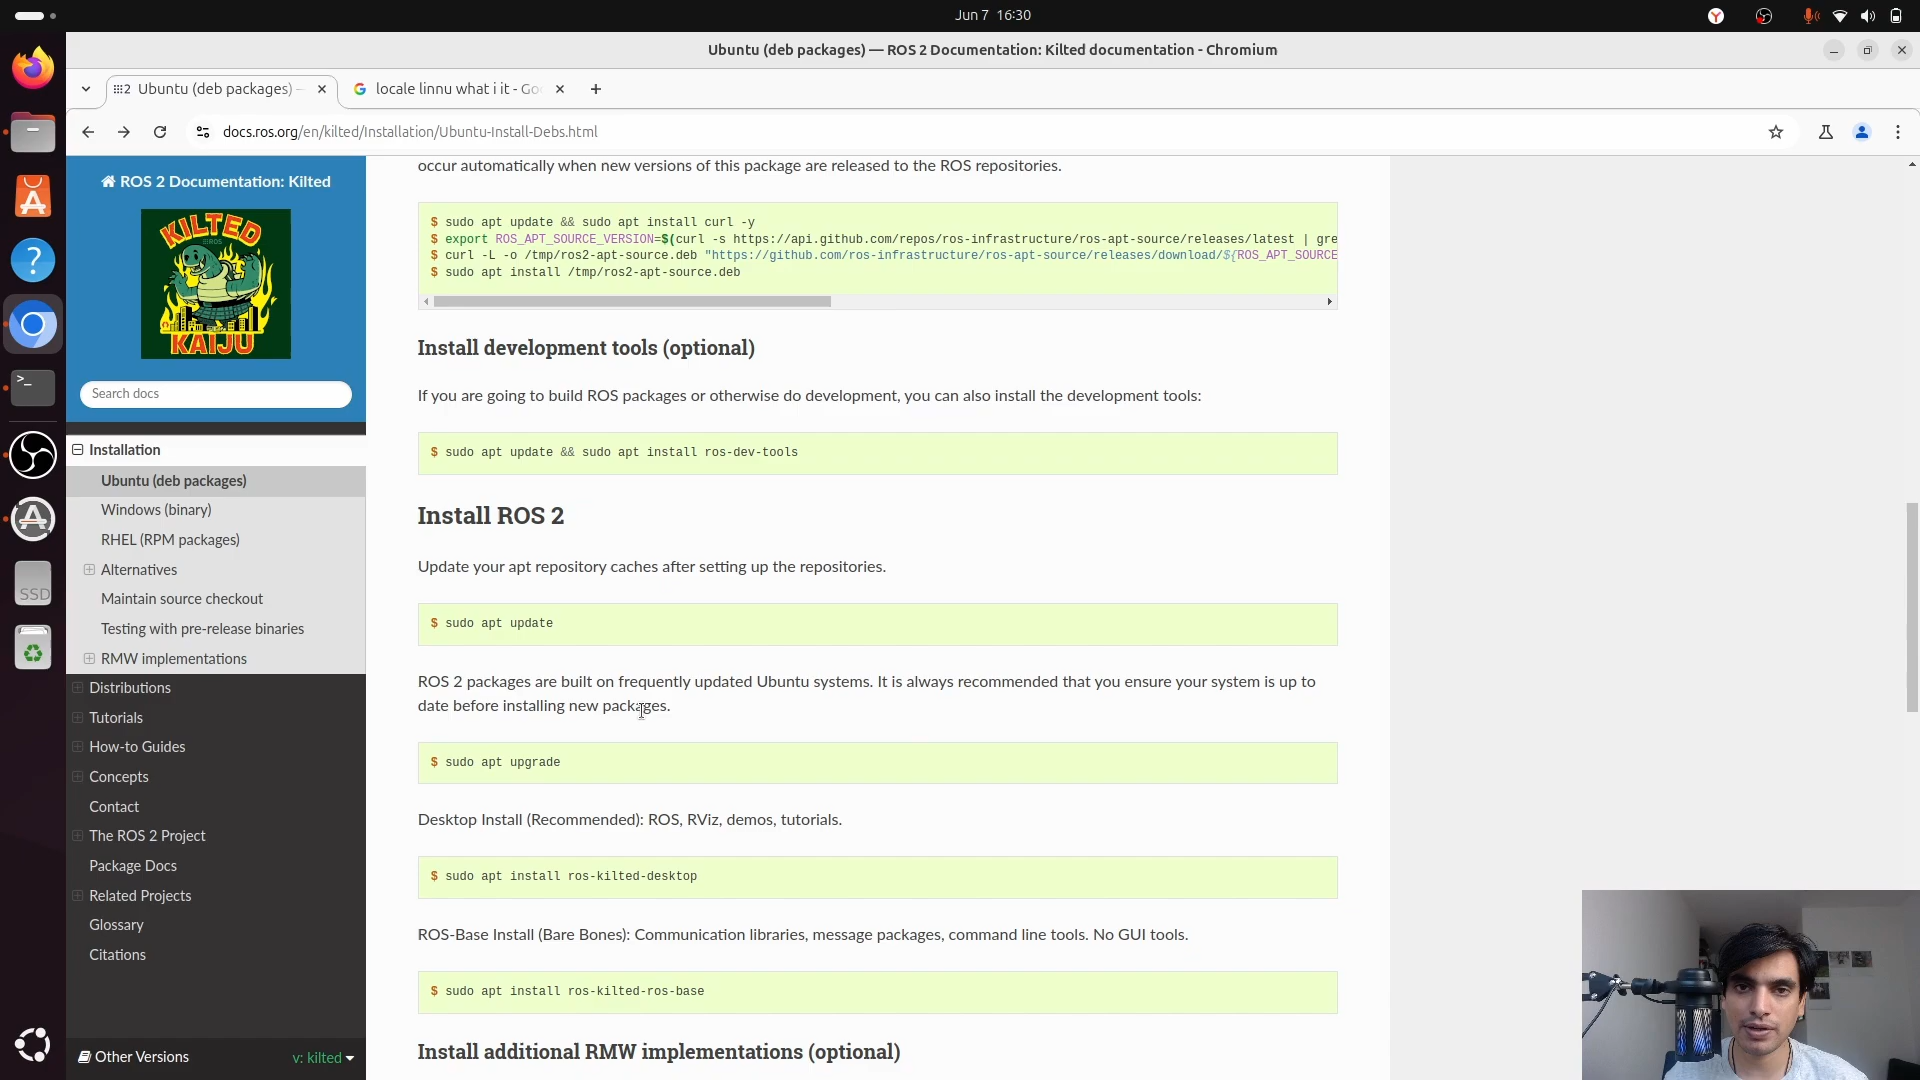 Jun 7 16:30
Ubuntu (deb packages) — ROS 2 Documentation: Kilted documentation - Chromium
Ubuntu (deb packages) –
locale linnu what i it - Go
docs.ros.org/en/kilted/Installation/Ubuntu-Install-Debs.html
ROS 2 Documentation: Kilted
KILTED
KAIJU
Search docs
Installation
Ubuntu (deb packages)
Windows (binary)
RHEL (RPM packages)
Alternatives
Maintain source checkout
Testing with pre-release binaries
RMW implementations
Distributions
Tutorials
How-to Guides
Concepts
Contact
The ROS 2 Project
Package Docs
Related Projects
Glossary
Citations
Other Versions v: kilted
SSD
occur automatically when new versions of this package are released to the ROS repositories.
$ sudo apt update && sudo apt install curl -y
$ export ROS_APT_SOURCE_VERSION=$(curl -s https://api.github.com/repos/ros-infrastructure/ros-apt-source/releases/latest | gre
$ curl -L -o /tmp/ros2-apt-source.deb "https://github.com/ros-infrastructure/ros-apt-source/releases/download/${ROS_APT_SOURCE
$ sudo apt install /tmp/ros2-apt-source.deb
Install development tools (optional)
If you are going to build ROS packages or otherwise do development, you can also install the development tools:
$ sudo apt update && sudo apt install ros-dev-tools
Install ROS 2
Update your apt repository caches after setting up the repositories.
$ sudo apt update
ROS 2 packages are built on frequently updated Ubuntu systems. It is always recommended that you ensure your system is up to
date before installing new packages.
$ sudo apt upgrade
Desktop Install (Recommended): ROS, RViz, demos, tutorials.
$ sudo apt install ros-kilted-desktop
ROS-Base Install (Bare Bones): Communication libraries, message packages, command line tools. No GUI tools.
$ sudo apt install ros-kilted-ros-base
Install additional RMW implementations (optional)